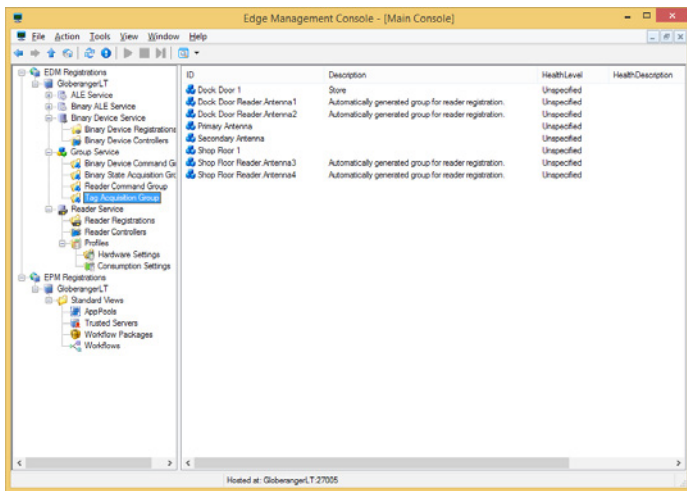 Edge Management Console - [Main Console]
File Action Tools View Window Help
EDM Registrations
GloberangerLT
ALE Service
Binary ALE Service
Binary Device Service
Binary Device Registrations
Binary Device Controllers
Group Service
Binary Device Command G
Binary State Acquisition Gro
Reader Command Group
Tag Acquisition Group
Reader Service
Reader Registrations
Reader Controllers
Profiles
Hardware Settings
Consumption Settings
EPM Registrations
GloberangerLT
Standard Views
AppPools
Trusted Servers
Workflow Packages
Workflows
ID Description HealthLevel HealthDescription
Dock Door 1 Store Unspecified
Dock Door Reader.Antenna1 Automatically generated group for reader registration. Unspecified
Dock Door Reader.Antenna2 Automatically generated group for reader registration. Unspecified
Primary Antenna Unspecified
Secondary Antenna Unspecified
Shop Floor 1 Unspecified
Shop Floor Reader.Antenna3 Automatically generated group for reader registration. Unspecified
Shop Floor Reader.Antenna4 Automatically generated group for reader registration. Unspecified
Hosted at: GloberangerLT:27005